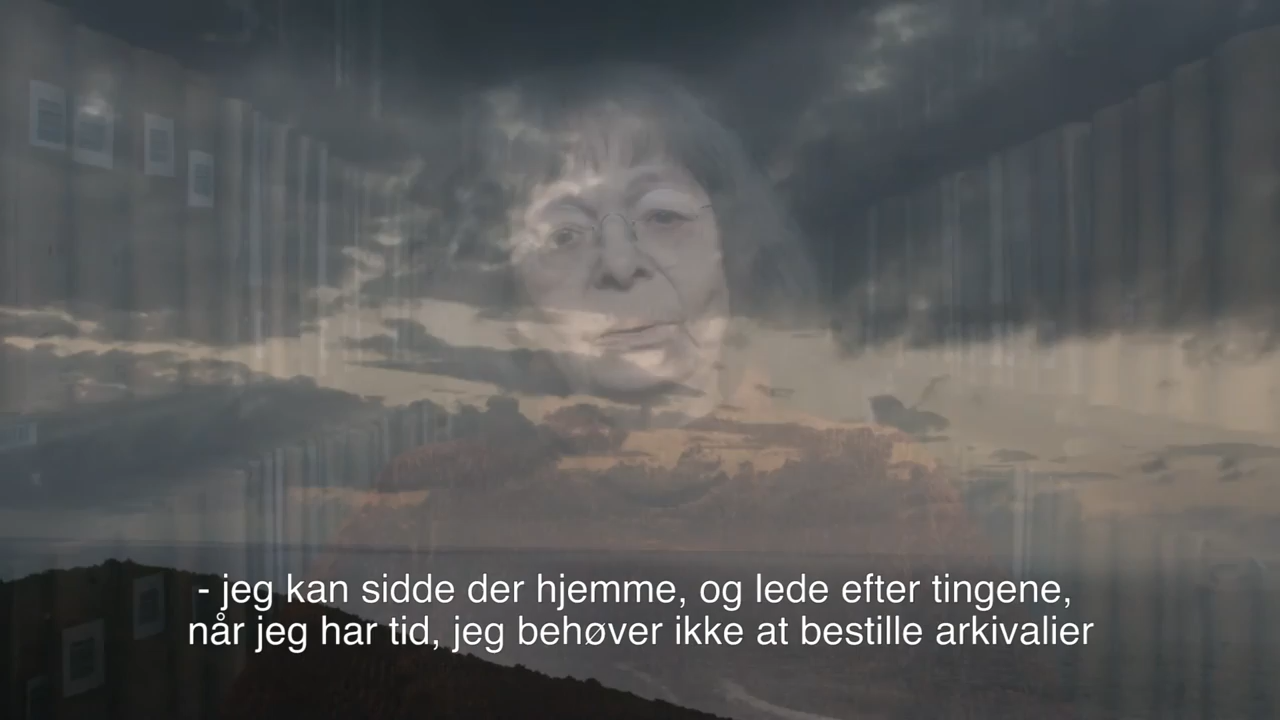 - jeg kan sidde der hjemme, og lede efter tingene,
når jeg har tid, jeg behøver ikke at bestille arkivalier